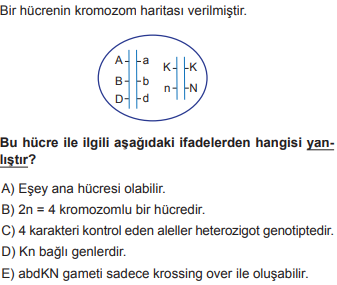 Bir hücrenin kromozom haritası verilmiştir.
A a K K
B b
n N
D d
Bu hücre ile ilgili aşağıdaki ifadelerden hangisi yan-
lıştır?
A) Eşey ana hücresi olabilir.
B) 2n = 4 kromozomlu bir hücredir.
C) 4 karakteri kontrol eden aleller heterozigot genotiptedir.
D) Kn bağlı genlerdir.
E) abdKN gameti sadece krossing over ile oluşabilir.